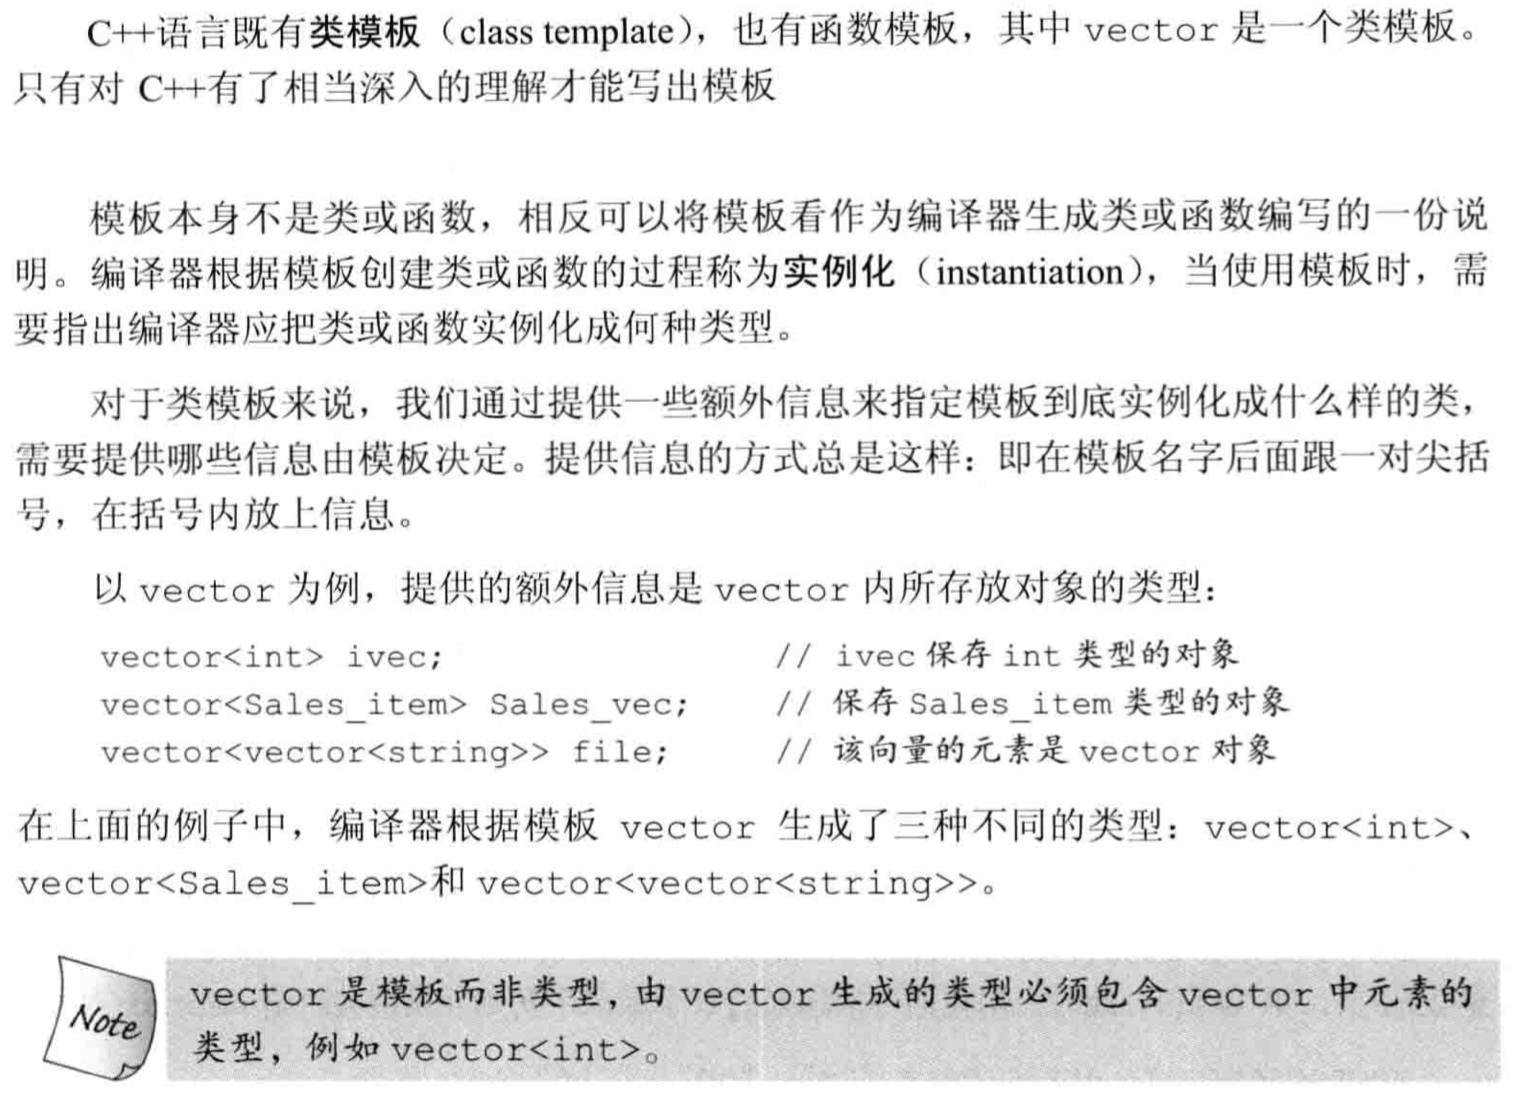 C++语言既有类模板（class template），也有函数模板，其中 vector 是一个类模板。
只有对 C++有了相当深入的理解才能写出模板
模板本身不是类或函数，相反可以将模板看作为编译器生成类或函数编写的一份说
明。编译器根据模板创建类或函数的过程称为实例化（instantiation），当使用模板时，需
要指出编译器应把类或函数实例化成何种类型。
对于类模板来说，我们通过提供一些额外信息来指定模板到底实例化成什么样的类，
需要提供哪些信息由模板决定。提供信息的方式总是这样：即在模板名字后面跟一对尖括
号，在括号内放上信息。
以 vector 为例，提供的额外信息是 vector 内所存放对象的类型：
vector<int> ivec; // ivec 保存 int 类型的对象
vector<Sales_item> Sales_vec; // 保存 Sales_item 类型的对象
vector<vector<string>> file; // 该向量的元素是 vector 对象
在上面的例子中，编译器根据模板 vector 生成了三种不同的类型：vector<int>、
vector<Sales_item>和 vector<vector<string>>。
Note
vector 是模板而非类型，由 vector 生成的类型必须包含 vector 中元素的
类型，例如 vector<int>。